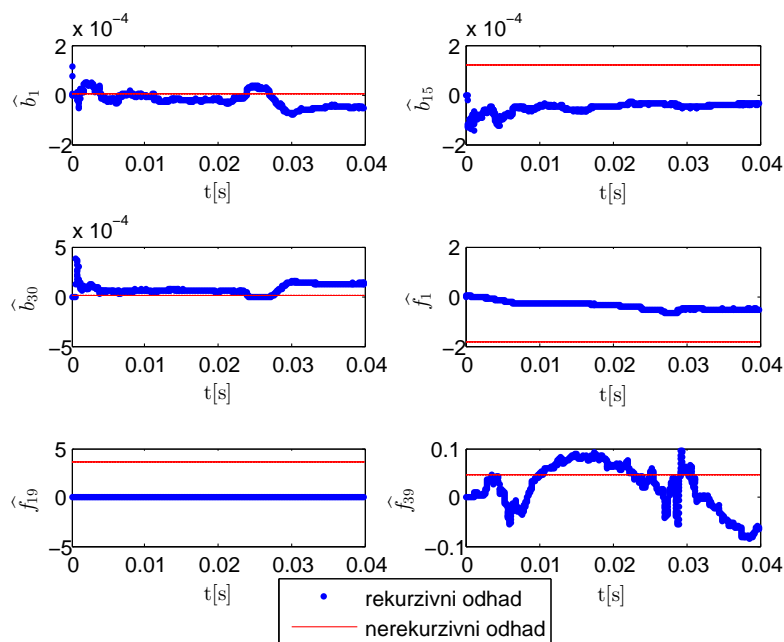 x 10⁻⁴
2
0
−2
b̂₁
0 0.01 0.02 0.03 0.04
t[s]
x 10⁻⁴
2
0
−2
b̂₁₅
0 0.01 0.02 0.03 0.04
t[s]
x 10⁻⁴
5
0
−5
b̂₃₀
0 0.01 0.02 0.03 0.04
t[s]
2
0
−2
f̂₁
0 0.01 0.02 0.03 0.04
t[s]
5
0
−5
f̂₁₉
0 0.01 0.02 0.03 0.04
t[s]
0.1
0
−0.1
f̂₃₉
0 0.01 0.02 0.03 0.04
t[s]
rekurzivni odhad
nerekurzivni odhad